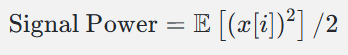 Signal Power = 𝔼 [(x[i])²] /2